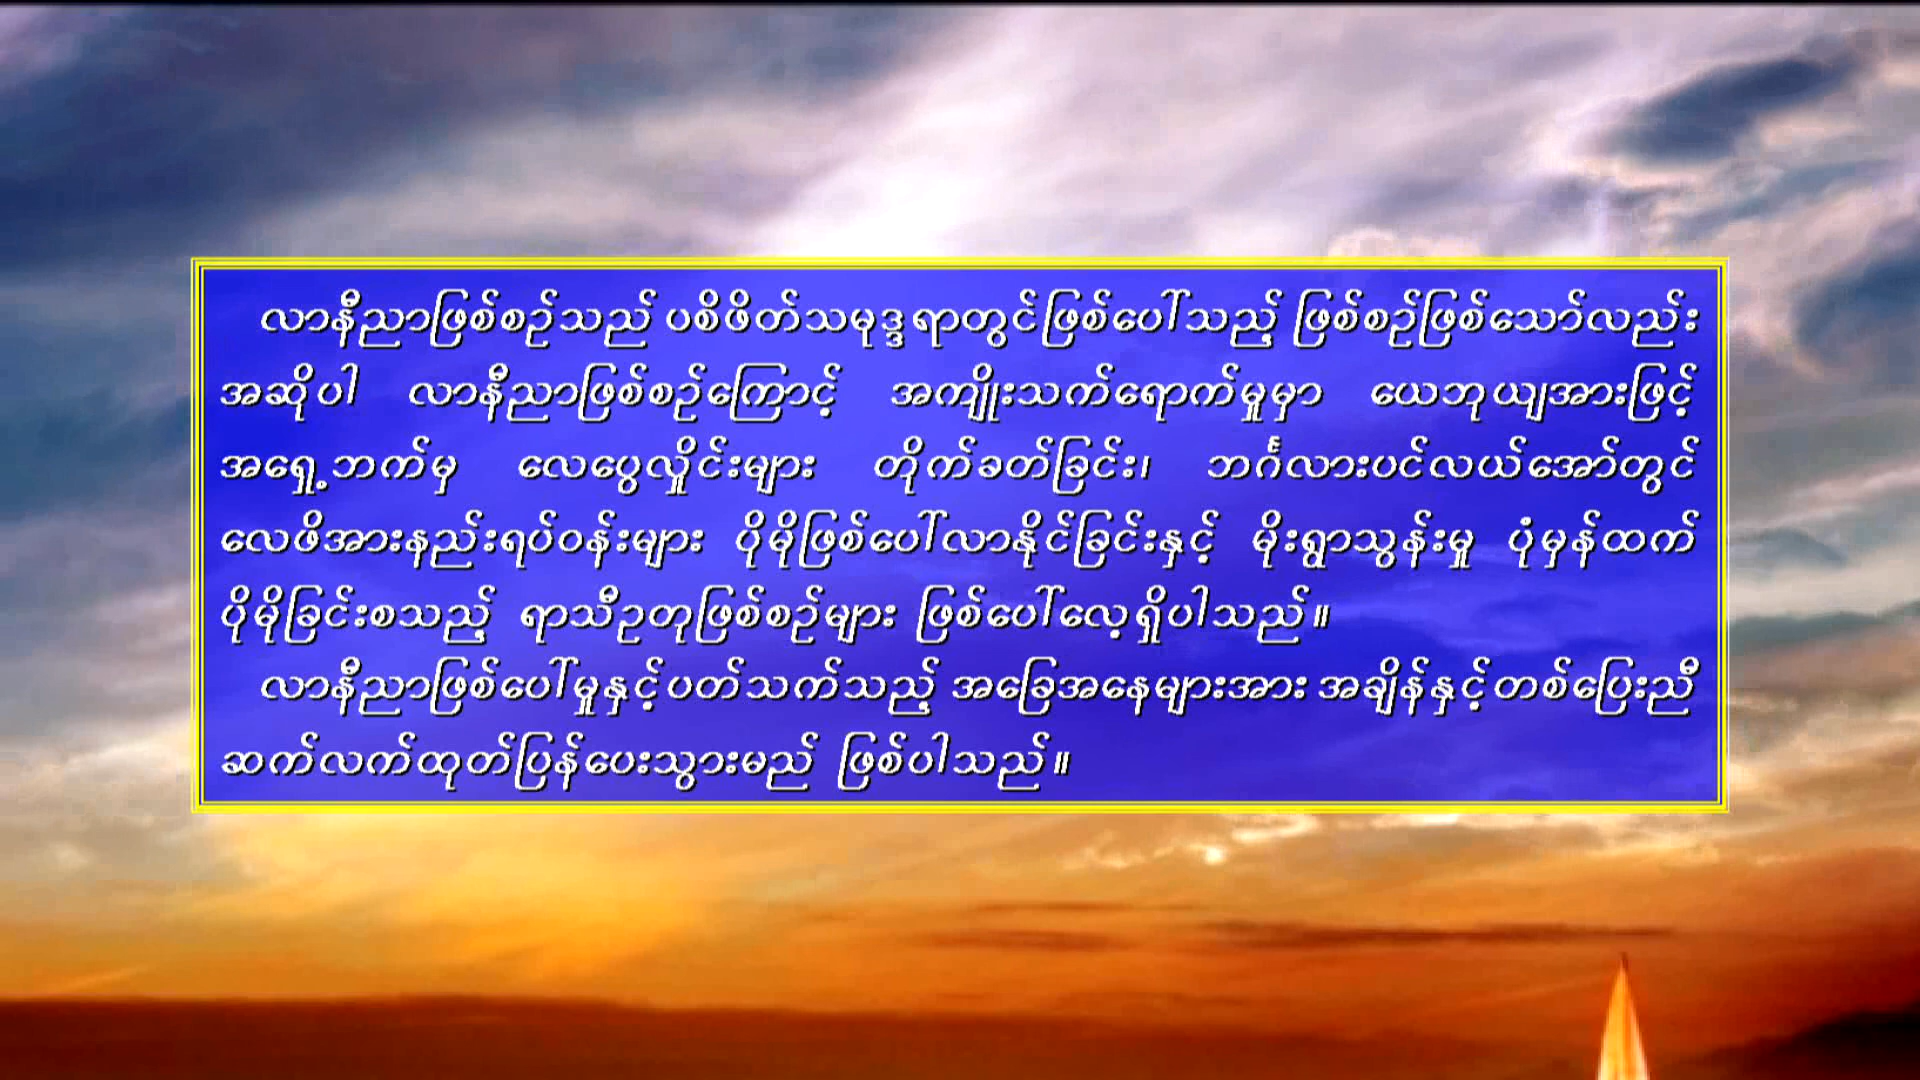 လာနီညာဖြစ်စဉ်သည် ပစိဖိတ်သမုဒ္ဒရာတွင်ဖြစ်ပေါ်သည့် ဖြစ်စဉ်ဖြစ်သော်လည်း
အဆိုပါ လာနီညာဖြစ်စဉ်ကြောင့် အကျိုးသက်ရောက်မှုမှာ ယေဘုယျအားဖြင့်
အရှေ့ဘက်မှ လေပွေလှိုင်းများ တိုက်ခတ်ခြင်း၊ ဘင်္ဂလားပင်လယ်အော်တွင်
လေဖိအားနည်းရပ်ဝန်းများ ပိုမိုဖြစ်ပေါ်လာနိုင်ခြင်းနှင့် မိုးရွာသွန်းမှု ပုံမှန်ထက်
ပိုမိုခြင်းစသည့် ရာသီဥတုဖြစ်စဉ်များ ဖြစ်ပေါ်လေ့ရှိပါသည်။
လာနီညာဖြစ်ပေါ်မှုနှင့်ပတ်သက်သည့် အခြေအနေများအား အချိန်နှင့်တစ်ပြေးညီ
ဆက်လက်ထုတ်ပြန်ပေးသွားမည် ဖြစ်ပါသည်။